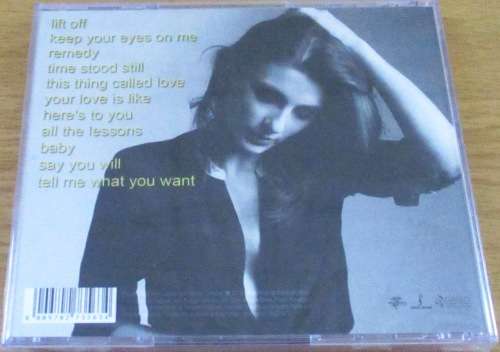 lift off
keep your eyes on me
remedy
time stood still
this thing called love
your love is like
here's to you
all the lessons
baby
say you will
tell me what you want